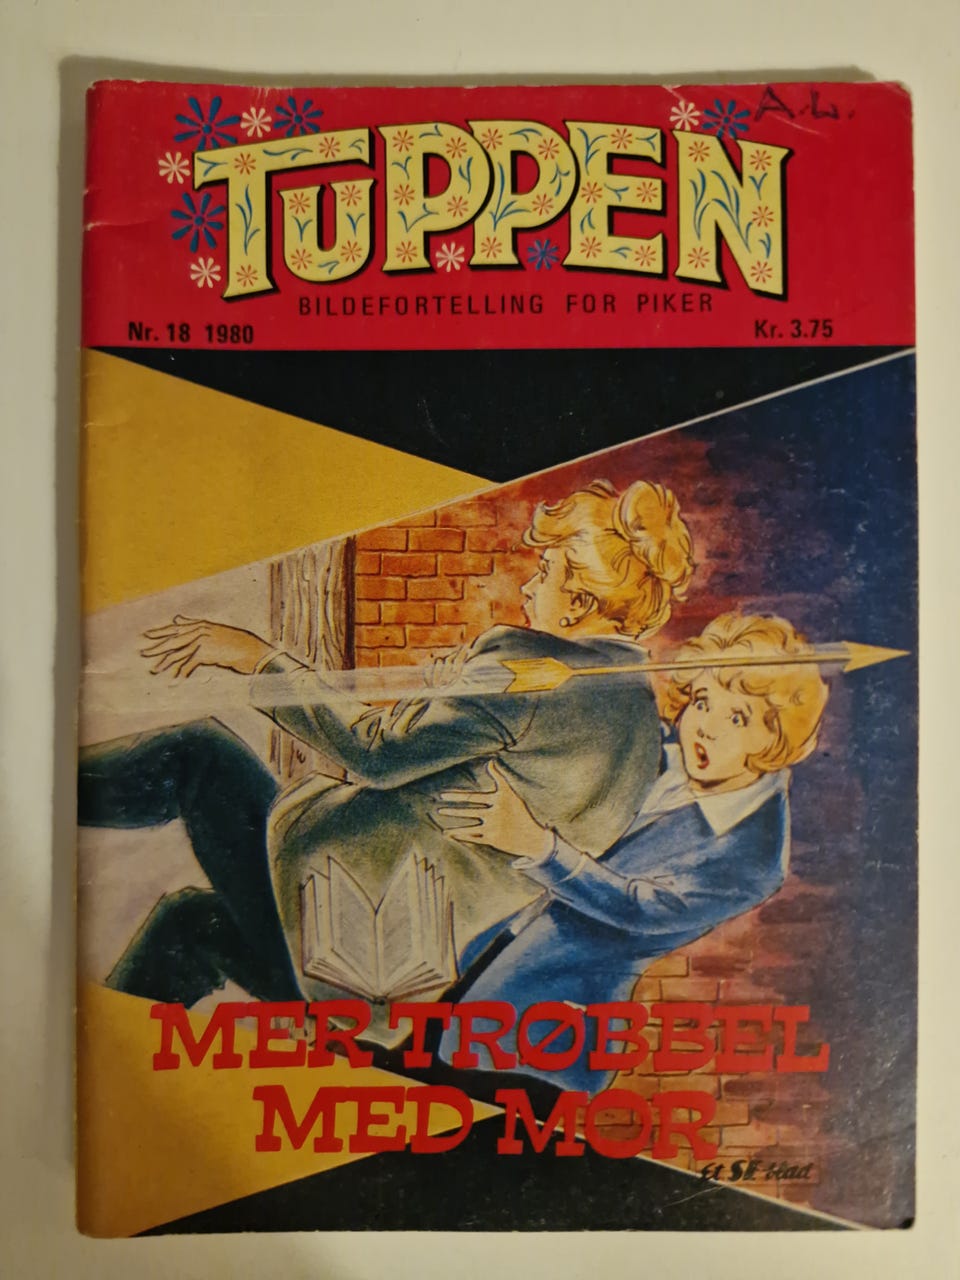 A.L.
TUPPEN
BILDEFORTELLING FOR PIKER
Nr. 18 1980 Kr. 3.75
MER TRØBBEL
MED MOR
Et SE blad